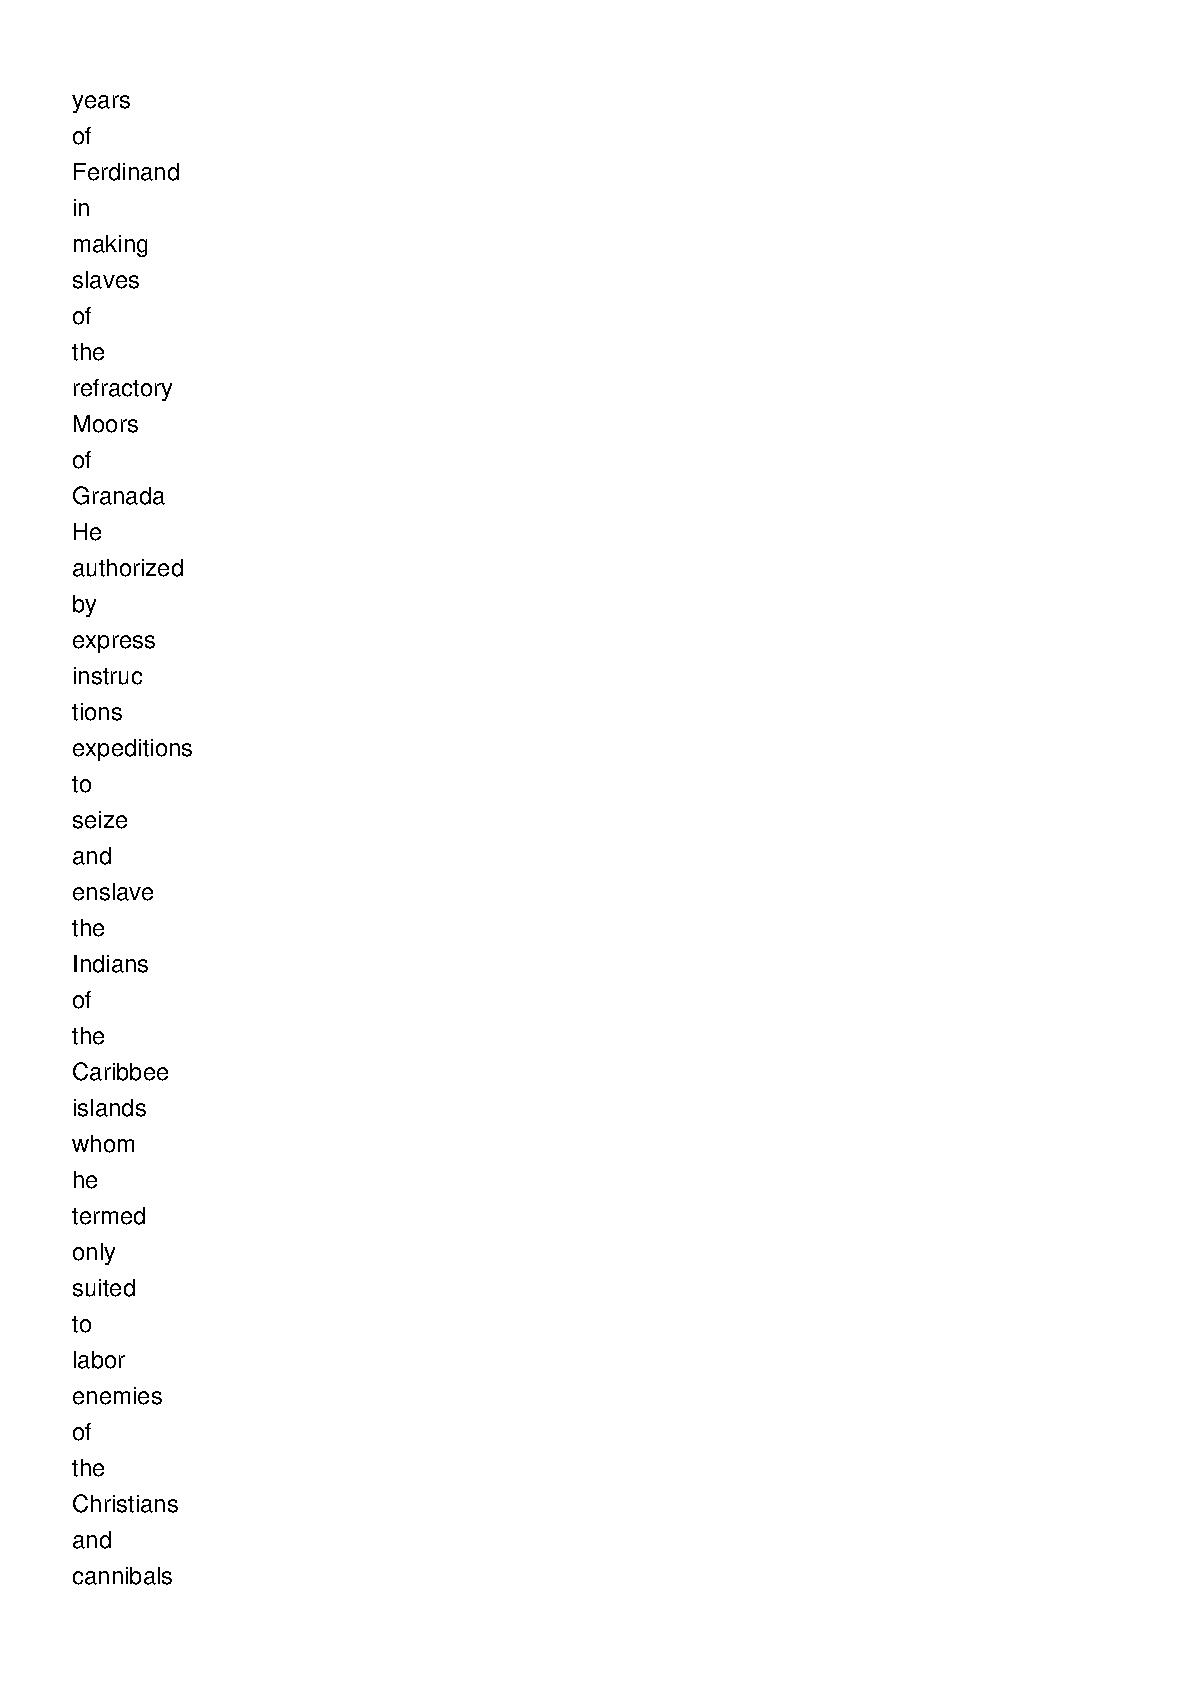 years
of
Ferdinand
in
making
slaves
of
the
refractory
Moors
of
Granada
He
authorized
by
express
instruc
tions
expeditions
to
seize
and
enslave
the
Indians
of
the
Caribbee
islands
whom
he
termed
only
suited
to
labor
enemies
of
the
Christians
and
cannibals